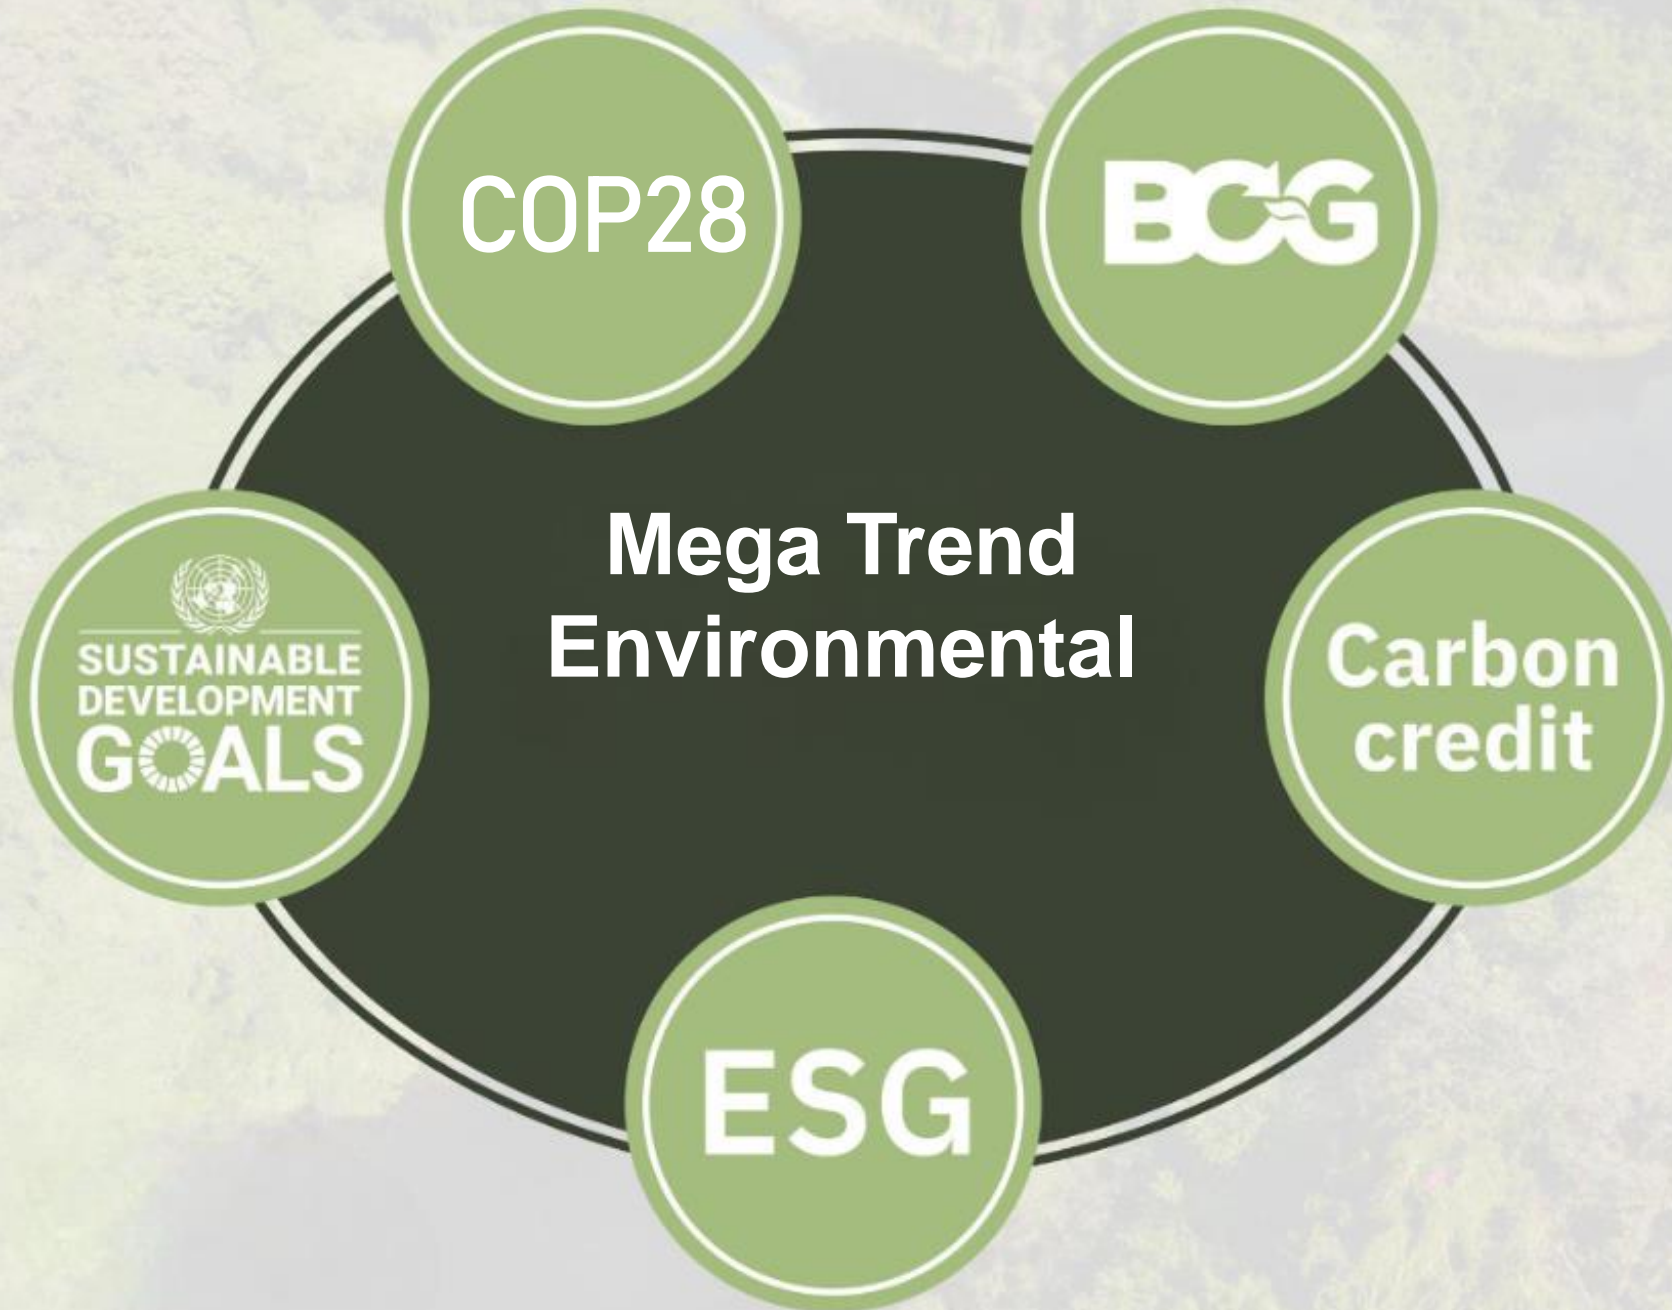 COP28
BCG
Mega Trend
Environmental
SUSTAINABLE
DEVELOPMENT
GOALS
Carbon
credit
ESG